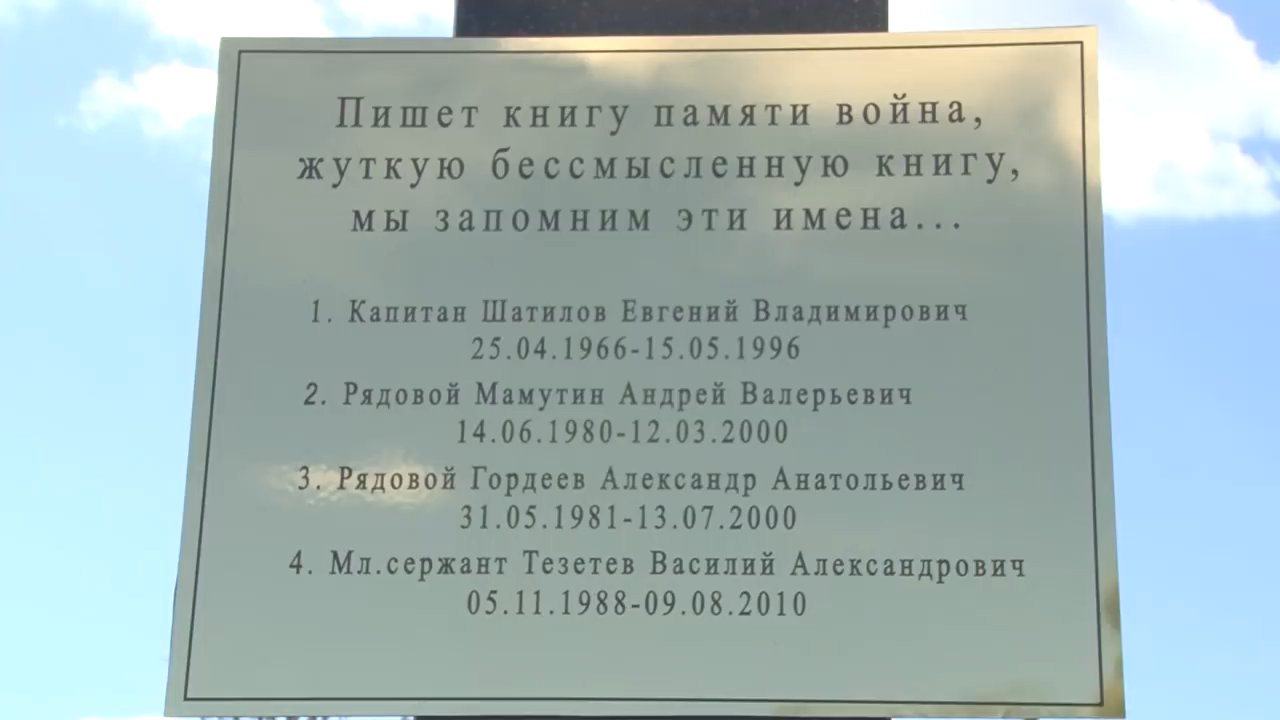 Пишет книгу памяти война,
жуткую бессмысленную книгу,
мы запомним эти имена...
1. Капитан Шатилов Евгений Владимирович
25.04.1966-15.05.1996
2. Рядовой Мамутин Андрей Валерьевич
14.06.1980-12.03.2000
3. Рядовой Гордеев Александр Анатольевич
31.05.1981-13.07.2000
4. Мл.сержант Тезетев Василий Александрович
05.11.1988-09.08.2010